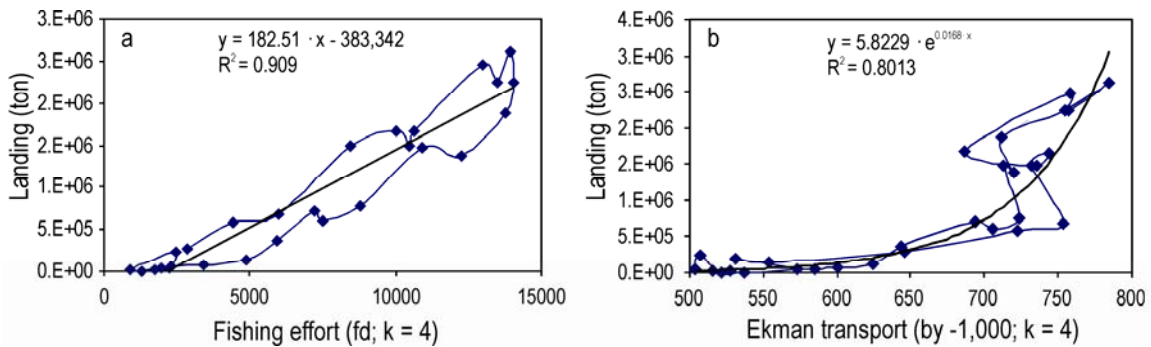 a
y = 182.51 · x - 383,342
R² = 0.909
Landing (ton)
3.E+06
3.E+06
2.E+06
2.E+06
1.E+06
5.E+05
0.E+00
0
5000
10000
15000
Fishing effort (fd; k = 4)
b
y = 5.8229 · e^0.0168·x
R² = 0.8013
Landing (ton)
4.E+06
3.E+06
3.E+06
2.E+06
2.E+06
1.E+06
5.E+05
0.E+00
500
550
600
650
700
750
800
Ekman transport (by -1,000; k = 4)